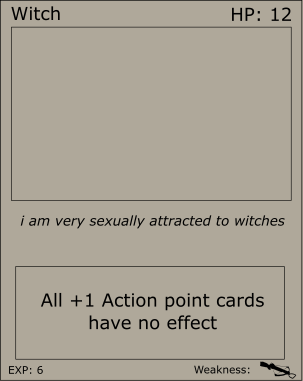 Witch HP: 12
i am very sexually attracted to witches
All +1 Action point cards
have no effect
EXP: 6 Weakness: